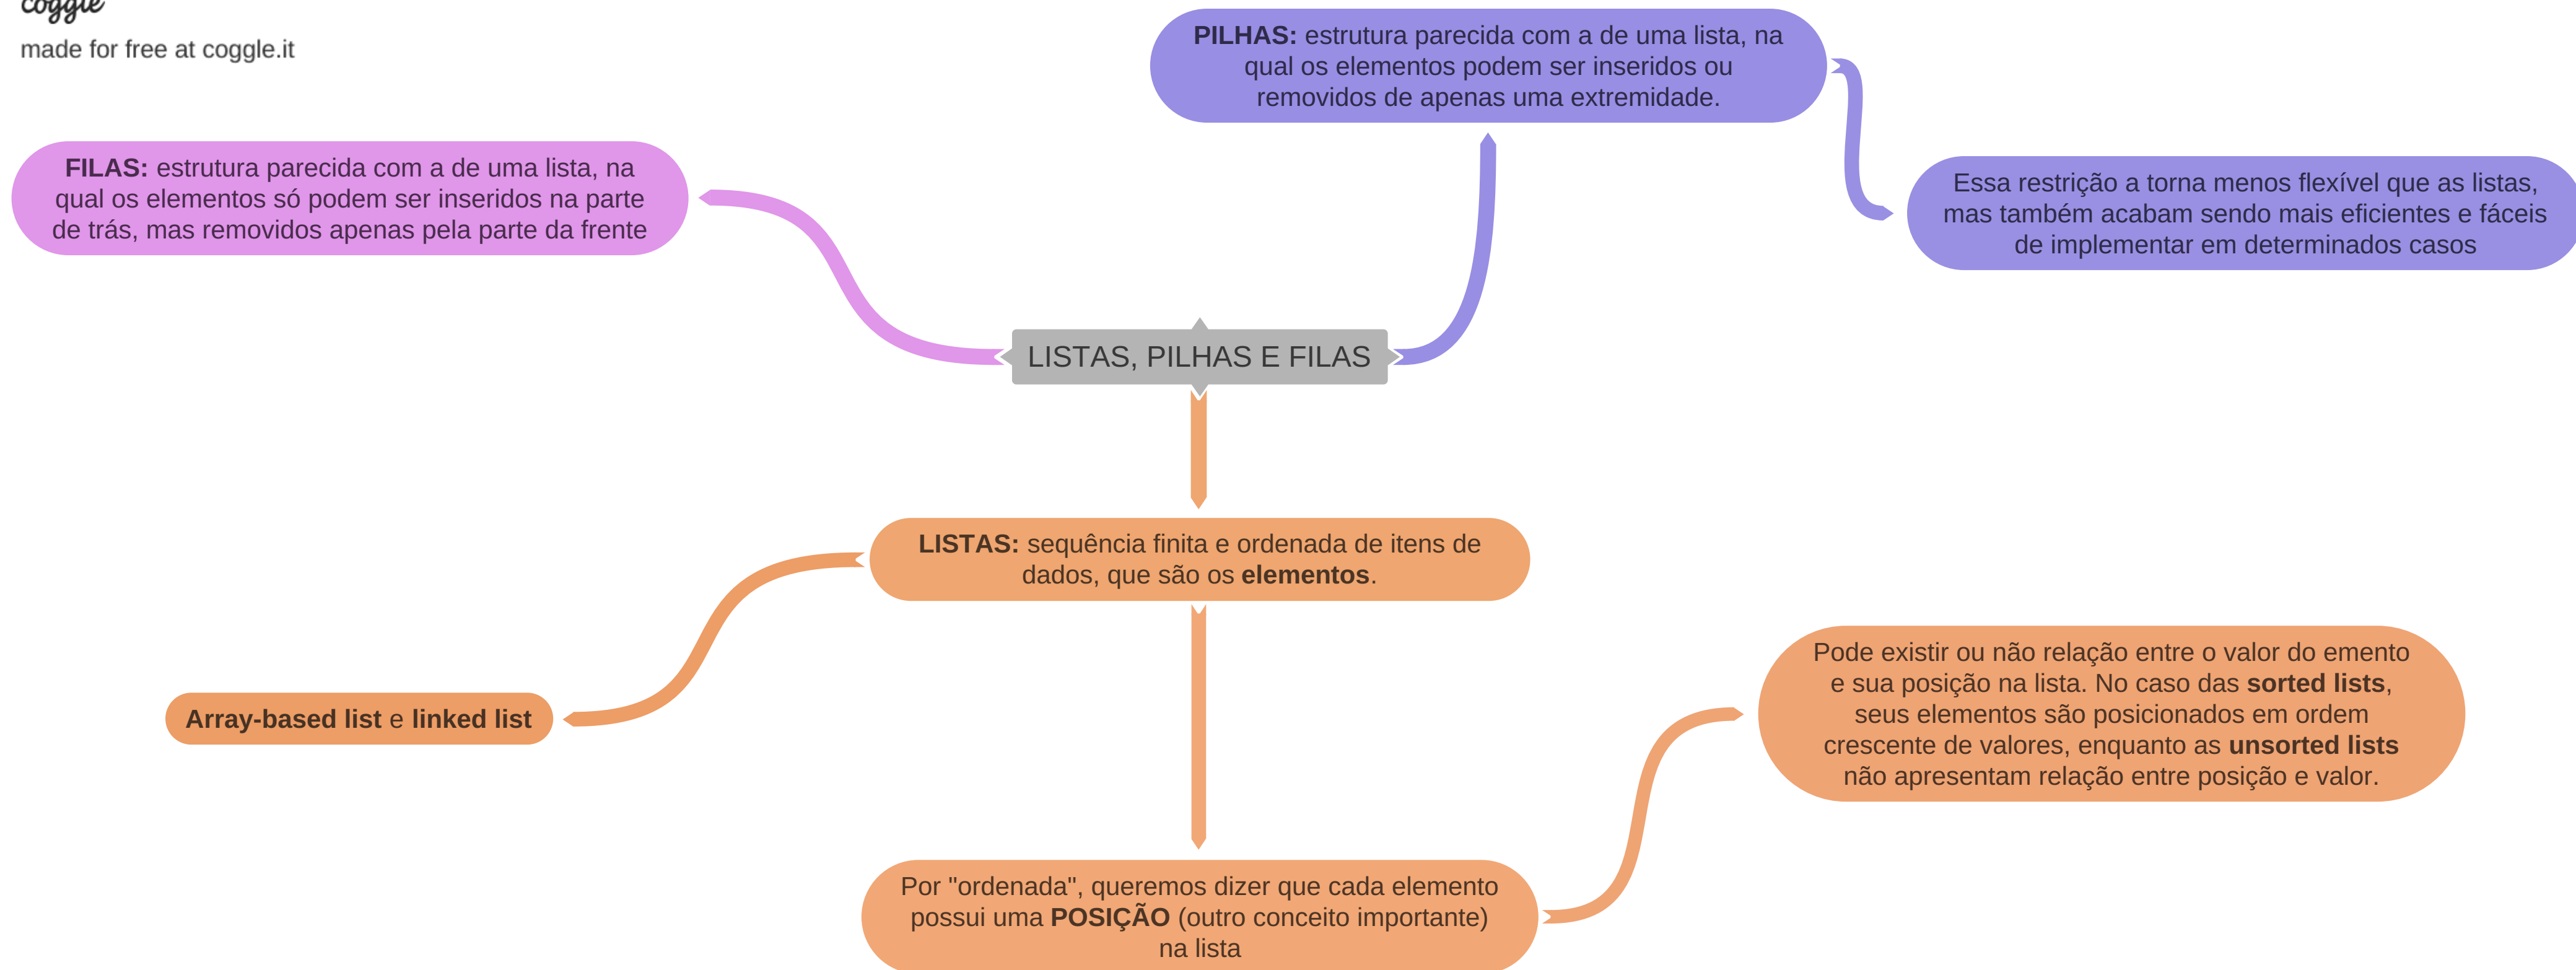 coggle
made for free at coggle.it
PILHAS: estrutura parecida com a de uma lista, na
qual os elementos podem ser inseridos ou
removidos de apenas uma extremidade.
FILAS: estrutura parecida com a de uma lista, na
qual os elementos só podem ser inseridos na parte
de trás, mas removidos apenas pela parte da frente
Essa restrição a torna menos flexível que as listas,
mas também acabam sendo mais eficientes e fáceis
de implementar em determinados casos
LISTAS, PILHAS E FILAS
LISTAS: sequência finita e ordenada de itens de
dados, que são os elementos.
Array-based list e linked list
Pode existir ou não relação entre o valor do emento
e sua posição na lista. No caso das sorted lists,
seus elementos são posicionados em ordem
crescente de valores, enquanto as unsorted lists
não apresentam relação entre posição e valor.
Por "ordenada", queremos dizer que cada elemento
possui uma POSIÇÃO (outro conceito importante)
na lista